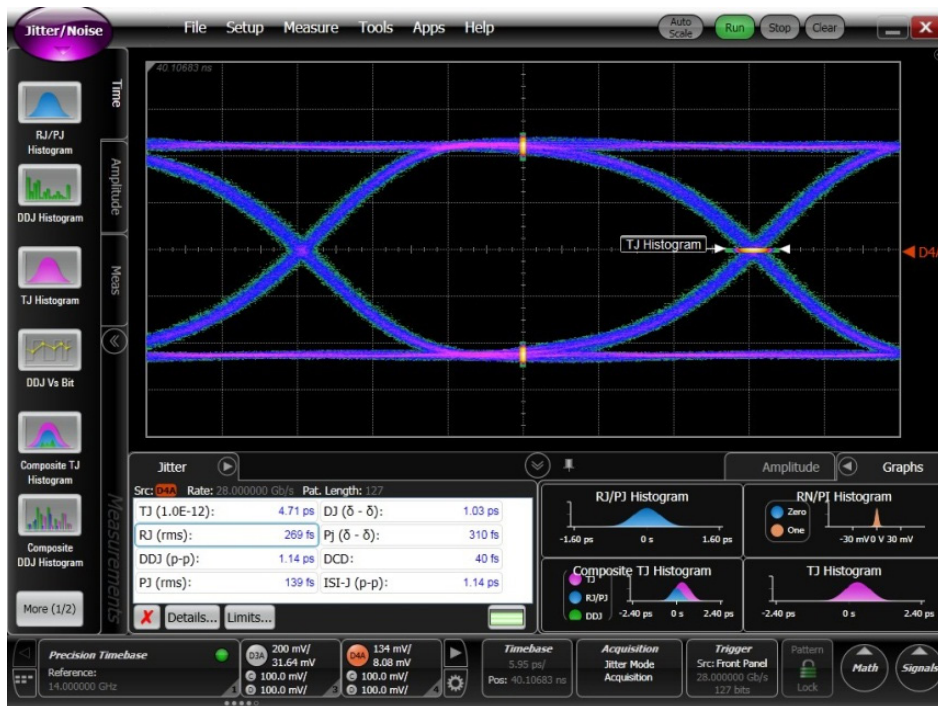 Jitter/Noise
File Setup Measure Tools Apps Help
Auto Scale
Run
Stop
Clear
40.10683 ns
Time
Amplitude
Meas
Measurements
RJ/PJ
Histogram
DDJ Histogram
TJ Histogram
DDJ Vs Bit
Composite TJ
Histogram
Composite
DDJ Histogram
More (1/2)
TJ Histogram
D4A
Jitter
Amplitude
Graphs
Src: D4A Rate: 28.000000 Gb/s Pat. Length: 127
TJ (1.0E-12): 4.71 ps DJ (δ - δ): 1.03 ps
RJ (rms): 269 fs Pj (δ - δ): 310 fs
DDJ (p-p): 1.14 ps DCD: 40 fs
PJ (rms): 139 fs ISI-J (p-p): 1.14 ps
Details... Limits...
RJ/PJ Histogram
-1.60 ps 0 s 1.60 ps
RN/PI Histogram
Zero
One
-30 mV 0 V 30 mV
Composite TJ Histogram
TJ
RJ/PJ
DDJ
-2.40 ps 0 s 2.40 ps
TJ Histogram
-2.40 ps 0 s 2.40 ps
Precision Timebase
Reference:
14.000000 GHz
1
D3A 200 mV/
31.64 mV
C 100.0 mV/
D 100.0 mV/
3
D4A 134 mV/
8.08 mV
C 100.0 mV/
D 100.0 mV/
4
Timebase
5.95 ps/
Pos: 40.10683 ns
Acquisition
Jitter Mode
Acquisition
Trigger
Src: Front Panel
28.000000 Gb/s
127 bits
Pattern
Lock
Math
Signals